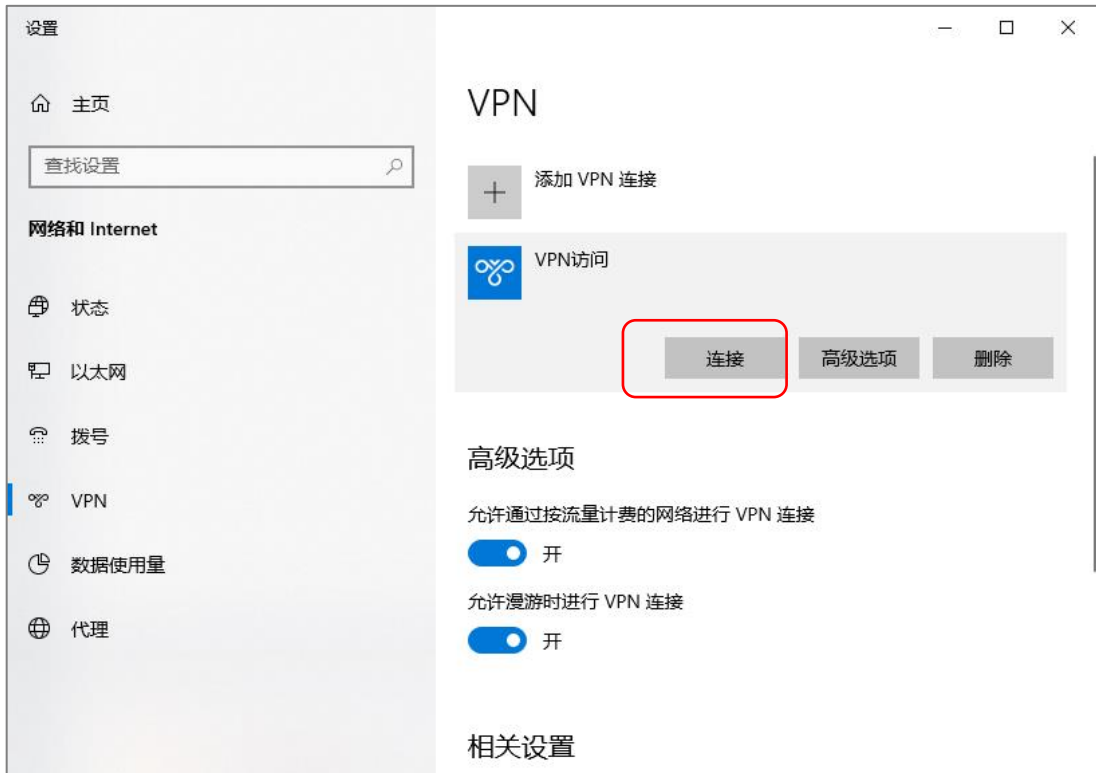 设置
主页
查找设置
网络和 Internet
状态
以太网
拨号
VPN
数据使用量
代理
VPN
添加 VPN 连接
VPN访问
连接
高级选项
删除
高级选项
允许通过按流量计费的网络进行 VPN 连接
开
允许漫游时进行 VPN 连接
开
相关设置